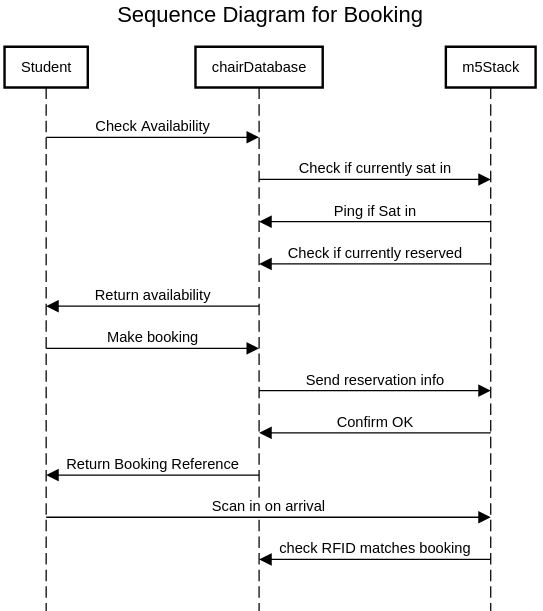 Sequence Diagram for Booking
Student
chairDatabase
m5Stack
Check Availability
Check if currently sat in
Ping if Sat in
Check if currently reserved
Return availability
Make booking
Send reservation info
Confirm OK
Return Booking Reference
Scan in on arrival
check RFID matches booking